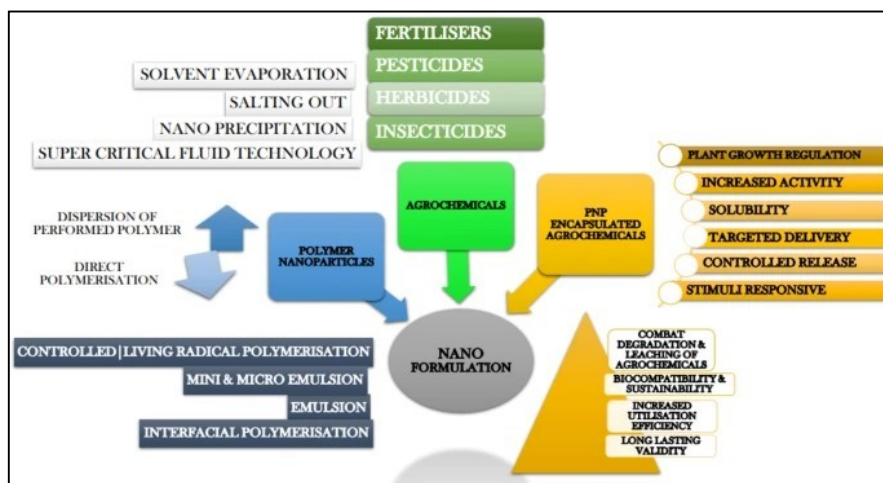 FERTILISERS
PESTICIDES
HERBICIDES
INSECTICIDES
SOLVENT EVAPORATION
SALTING OUT
NANO PRECIPITATION
SUPER CRITICAL FLUID TECHNOLOGY
DISPERSION OF
PERFORMED POLYMER
DIRECT
POLYMERISATION
POLYMER
NANOPARTICLES
AGROCHEMICALS
PNP
ENCAPSULATED
AGROCHEMICALS
PLANT GROWTH REGULATION
INCREASED ACTIVITY
SOLUBILITY
TARGETED DELIVERY
CONTROLLED RELEASE
STIMULI RESPONSIVE
CONTROLLED|LIVING RADICAL POLYMERISATION
MINI & MICRO EMULSION
EMULSION
INTERFACIAL POLYMERISATION
NANO
FORMULATION
COMBAT
DEGRADATION &
LEACHING OF
AGROCHEMICALS
BIOCOMPATIBILITY &
SUSTAINABILITY
INCREASED
UTILISATION
EFFICIENCY
LONG LASTING
VALIDITY